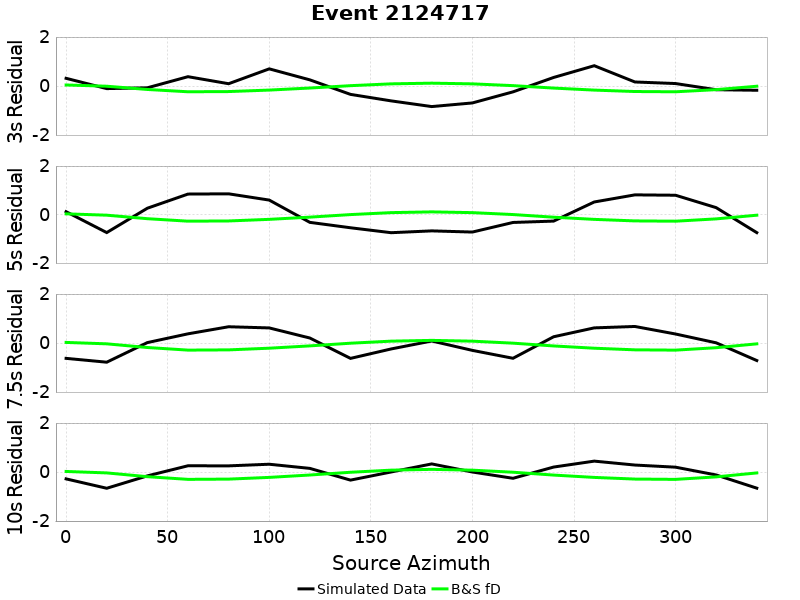 Event 2124717
3s Residual
2
0
-2
5s Residual
2
0
-2
7.5s Residual
2
0
-2
10s Residual
2
0
-2
0 50 100 150 200 250 300
Source Azimuth
Simulated Data B&S fD